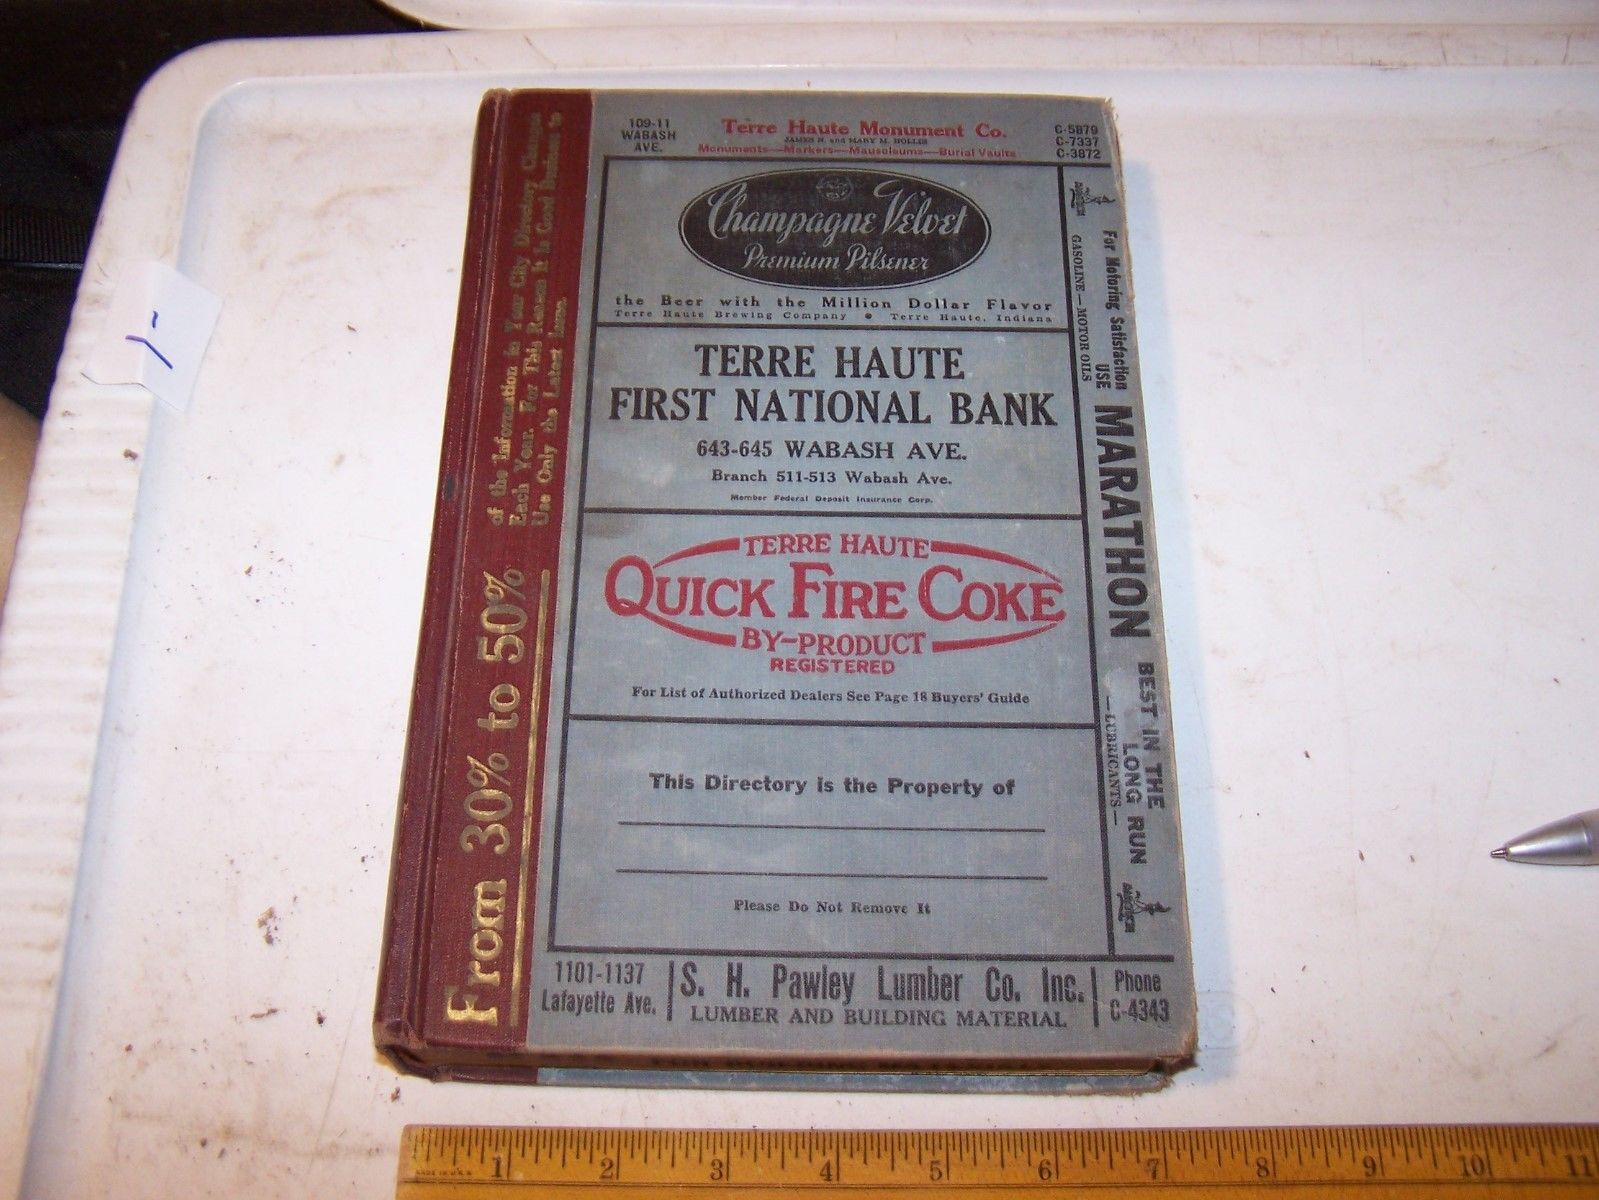 109-11
WABASH
AVE.
Terre Haute Monument Co.
JAMES N. and MARY M. HOLLIS
Monuments—Markers—Mausoleums—Burial Vaults
C-5879
C-7337
C-3872
Champagne Velvet
Premium Pilsener
the Beer with the Million Dollar Flavor
Terre Haute Brewing Company • Terre Haute, Indiana
TERRE HAUTE
FIRST NATIONAL BANK
643-645 WABASH AVE.
Branch 511-513 Wabash Ave.
Member Federal Deposit Insurance Corp.
TERRE HAUTE
QUICK FIRE COKE
BY-PRODUCT
REGISTERED
For List of Authorized Dealers See Page 18 Buyers' Guide
This Directory is the Property of
Please Do Not Remove It
1101-1137
Lafayette Ave.
S. H. Pawley Lumber Co. Inc.
LUMBER AND BUILDING MATERIAL
Phone
C-4343
For Motoring Satisfaction
USE
GASOLINE—MOTOR OILS
MARATHON
BEST IN THE
LONG RUN
—LUBRICANTS—
From 30% to 50%
of the Information in Your City Directory Changes
Each Year. For This Reason It is Good Business to
Use Only the Latest Issue.
1-
1 2 3 4 5 6 7 8 9 10 11